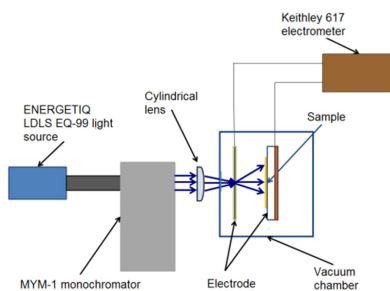 Keithley 617
electrometer
Cylindrical
lens
ENERGETIQ
LDLS EQ-99 light
source
Sample
MYM-1 monochromator
Electrode
Vacuum
chamber